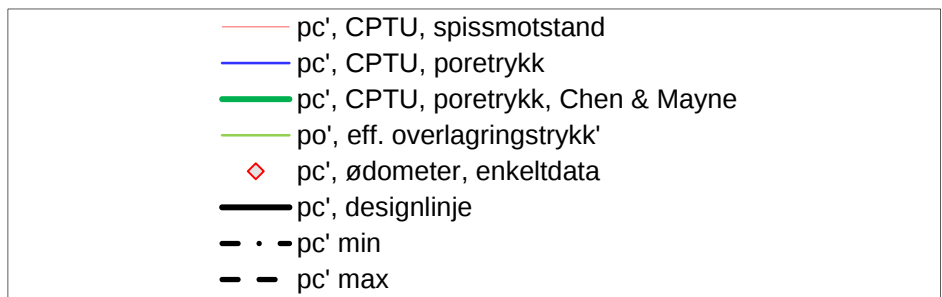 pc', CPTU, spissmotstand
pc', CPTU, poretrykk
pc', CPTU, poretrykk, Chen & Mayne
po', eff. overlagringstrykk'
pc', ødometer, enkeltdata
pc', designlinje
pc' min
pc' max